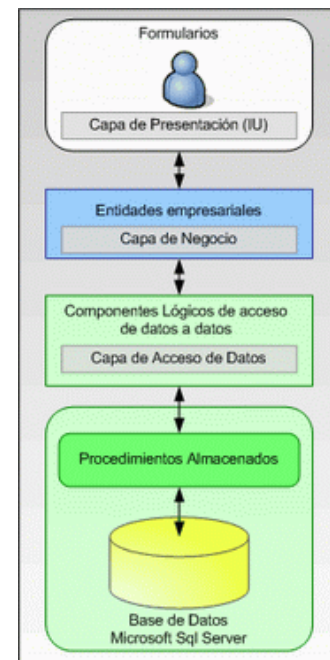 Formularios
Capa de Presentación (IU)
Entidades empresariales
Capa de Negocio
Componentes Lógicos de acceso
de datos a datos
Capa de Acceso de Datos
Procedimientos Almacenados
Base de Datos
Microsoft Sql Server